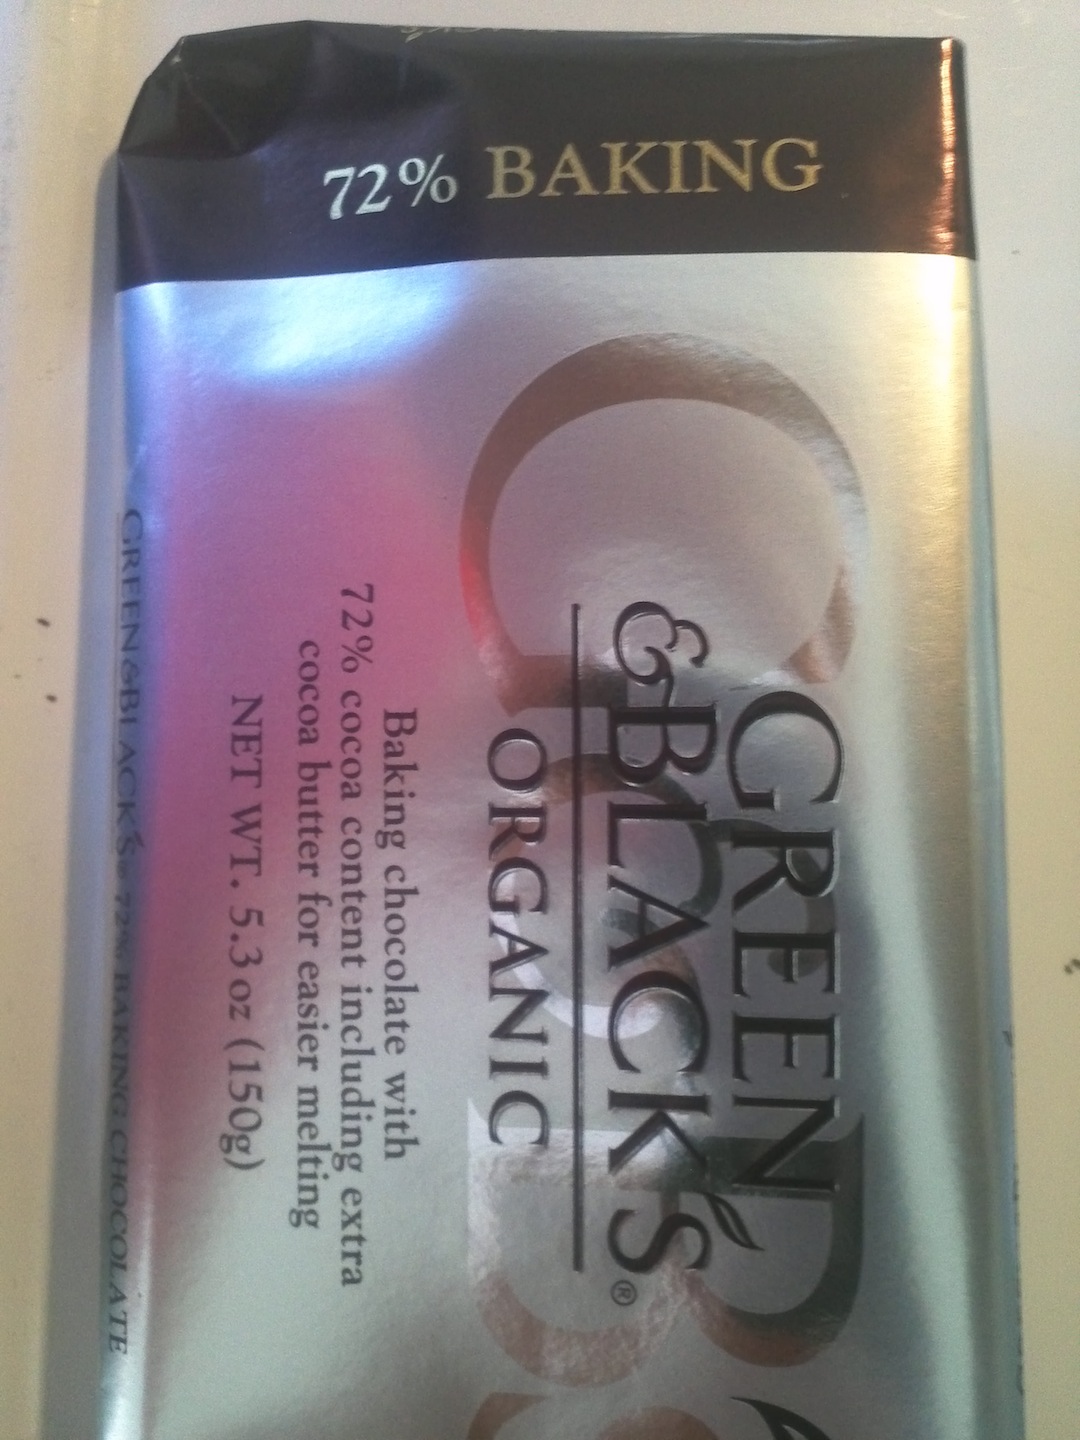 72% BAKING
GREEN
&BLACK'S®
ORGANIC
Baking chocolate with
72% cocoa content including extra
cocoa butter for easier melting
NET WT. 5.3 oz (150g)
GREEN&BLACK'S 72% BAKING CHOCOLATE